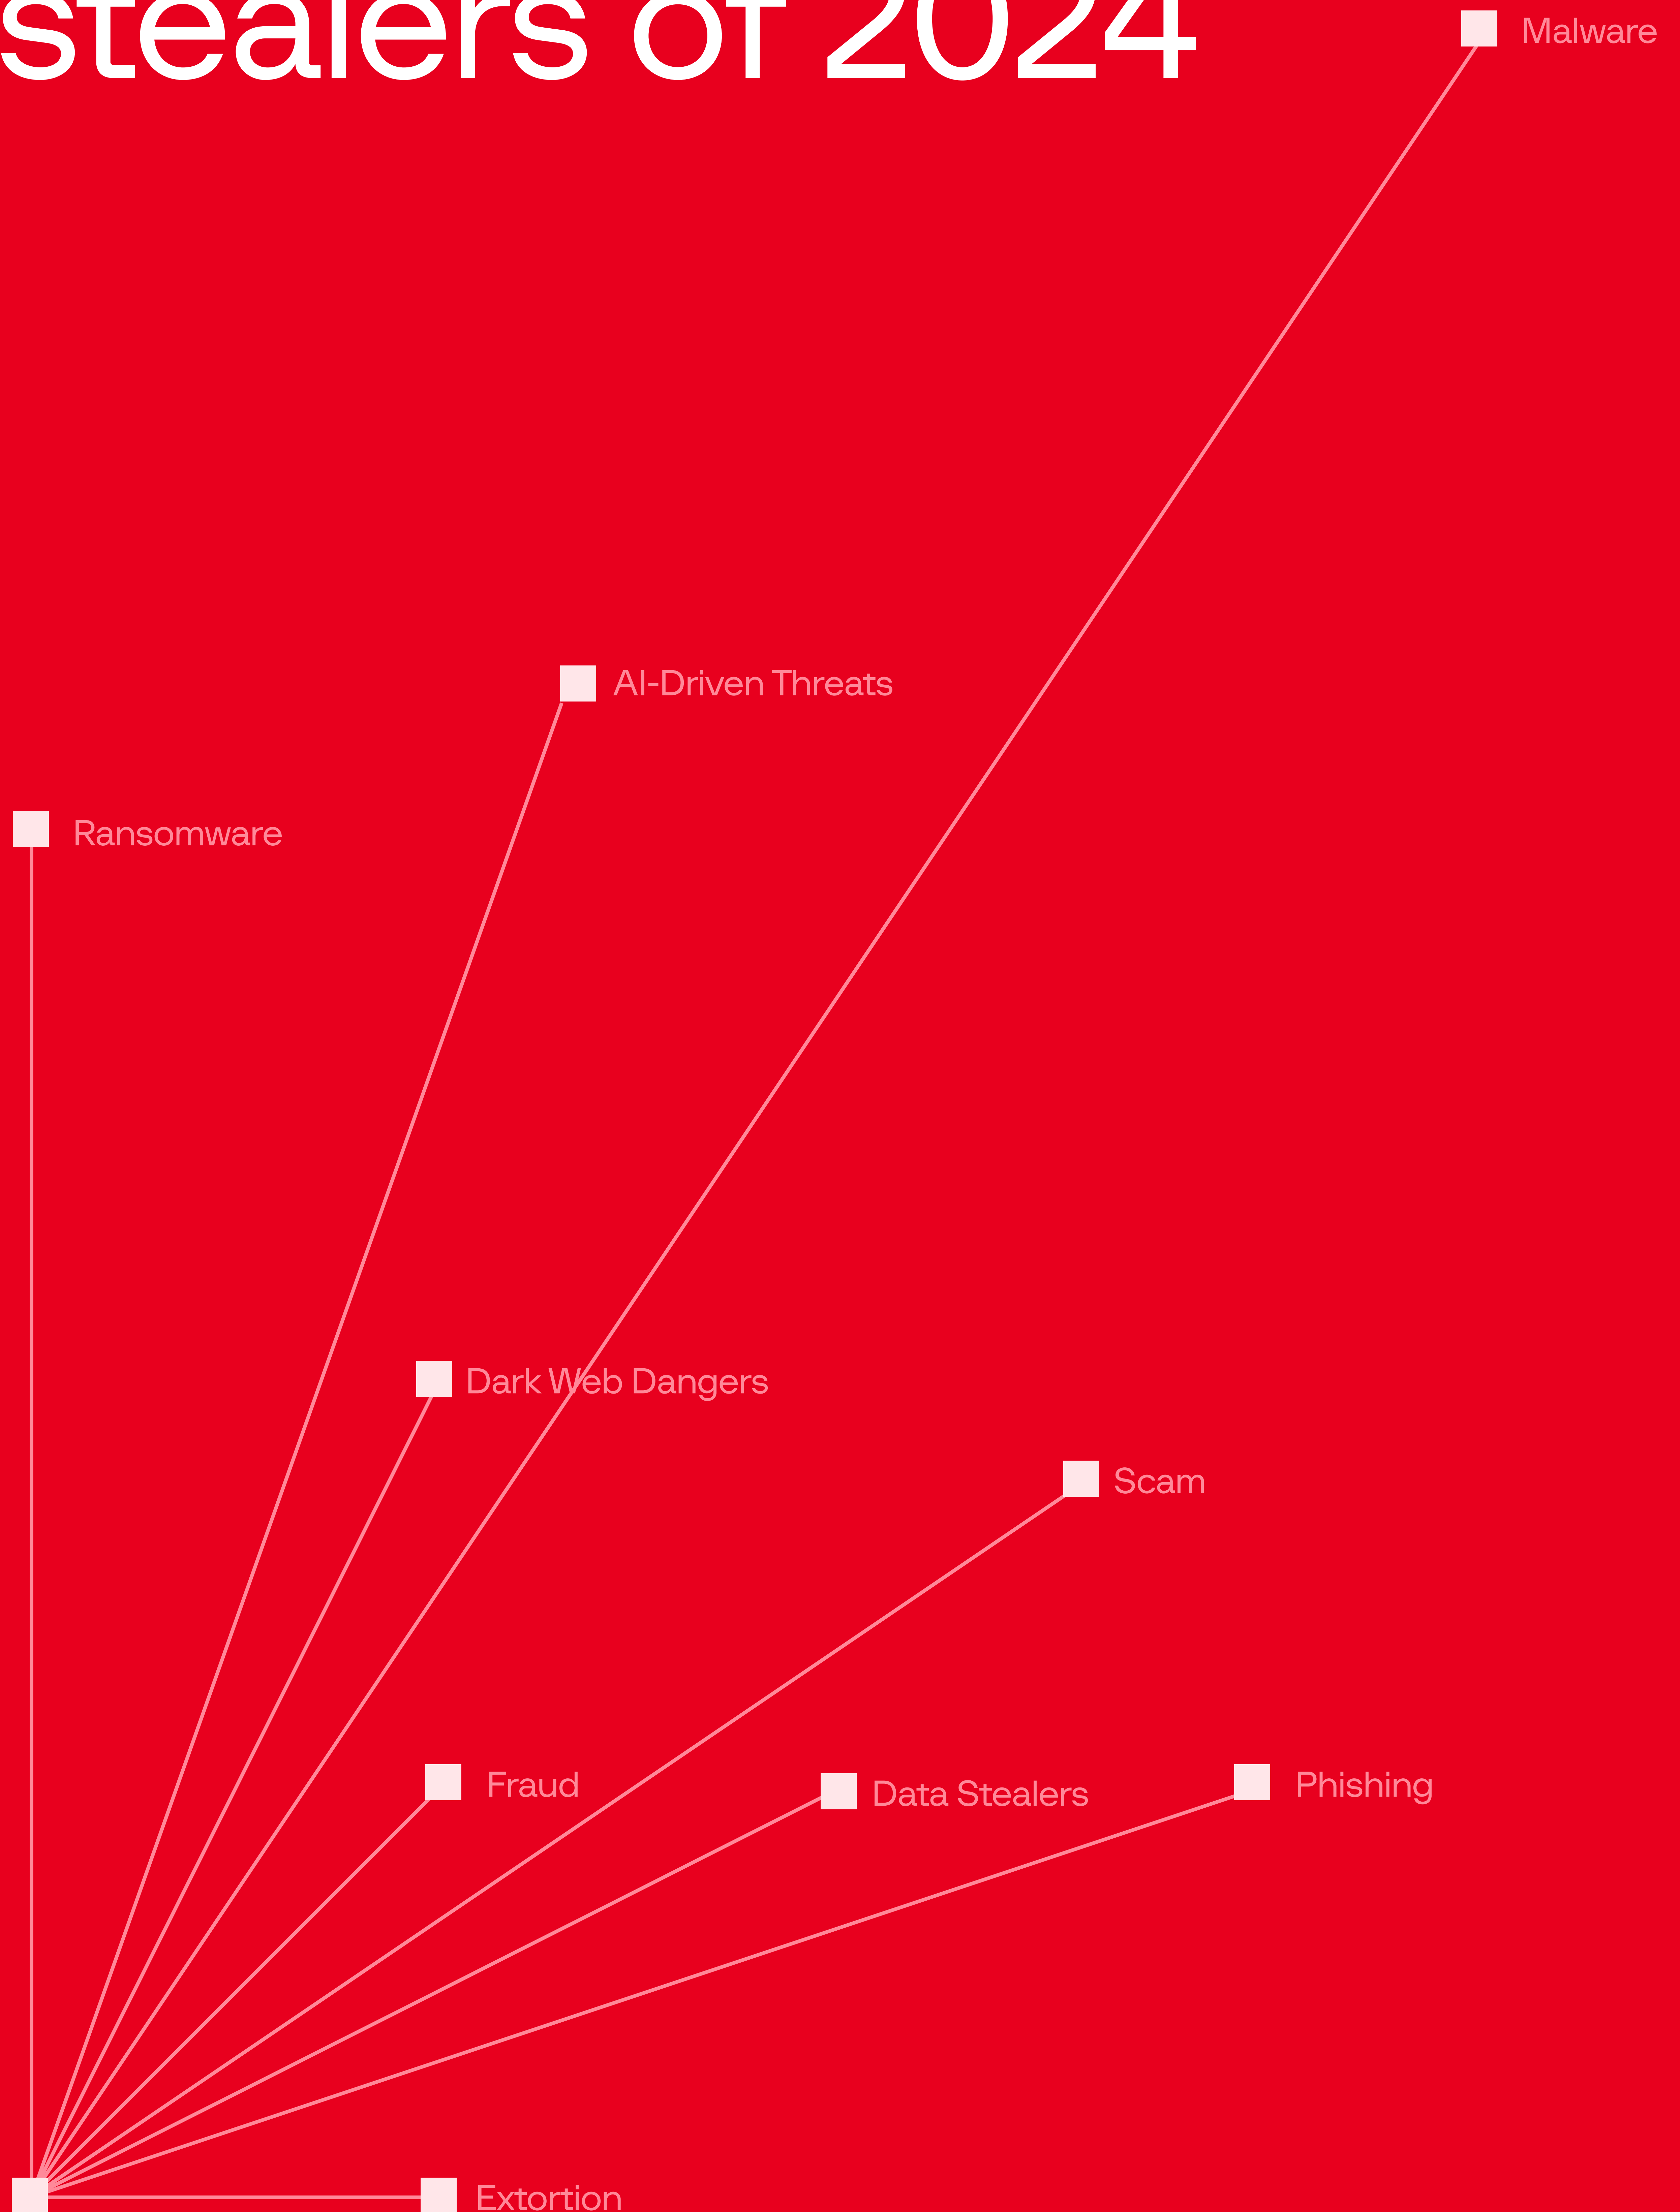 stealers of 2024
Malware
AI-Driven Threats
Ransomware
Dark Web Dangers
Scam
Fraud
Data Stealers
Phishing
Extortion